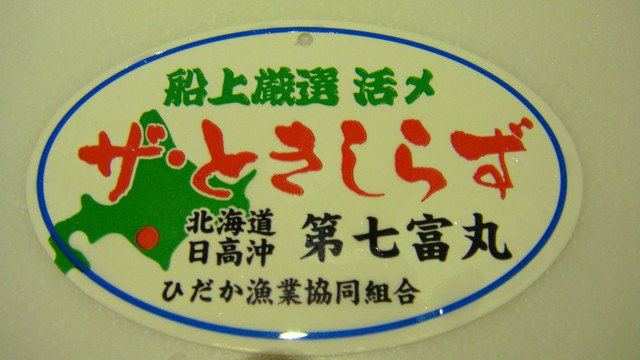 船上厳選 活〆
ザ・ときしらず
北海道
日高沖
第七富丸
ひだか漁業協同組合